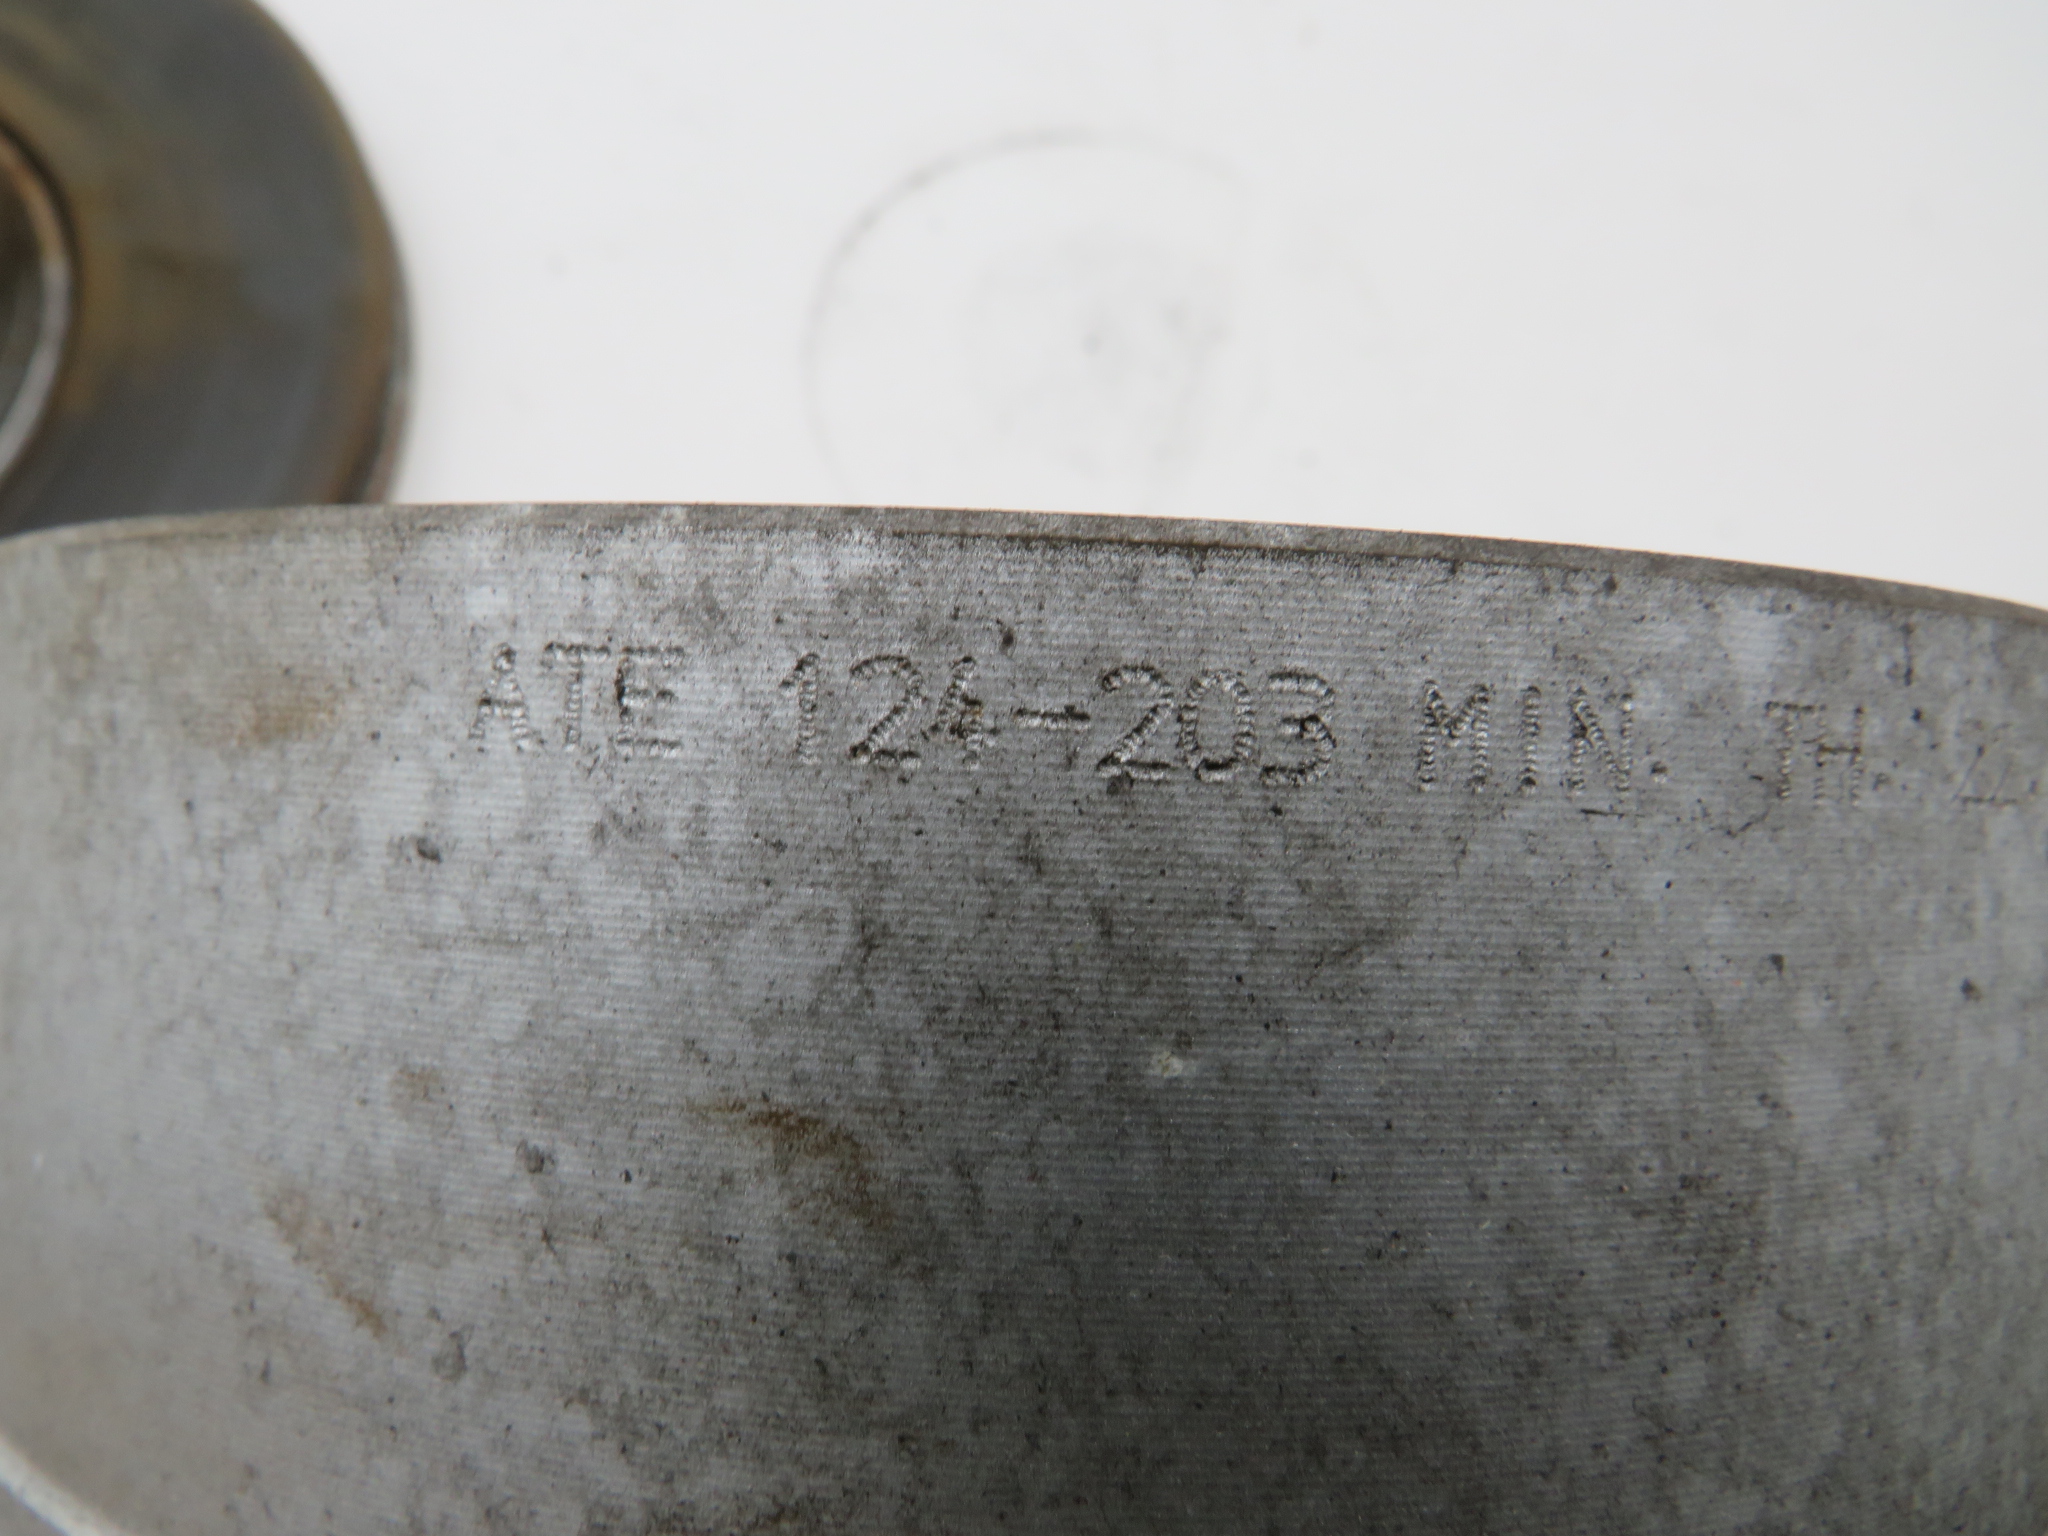 ATE 124-203 MIN. TH.